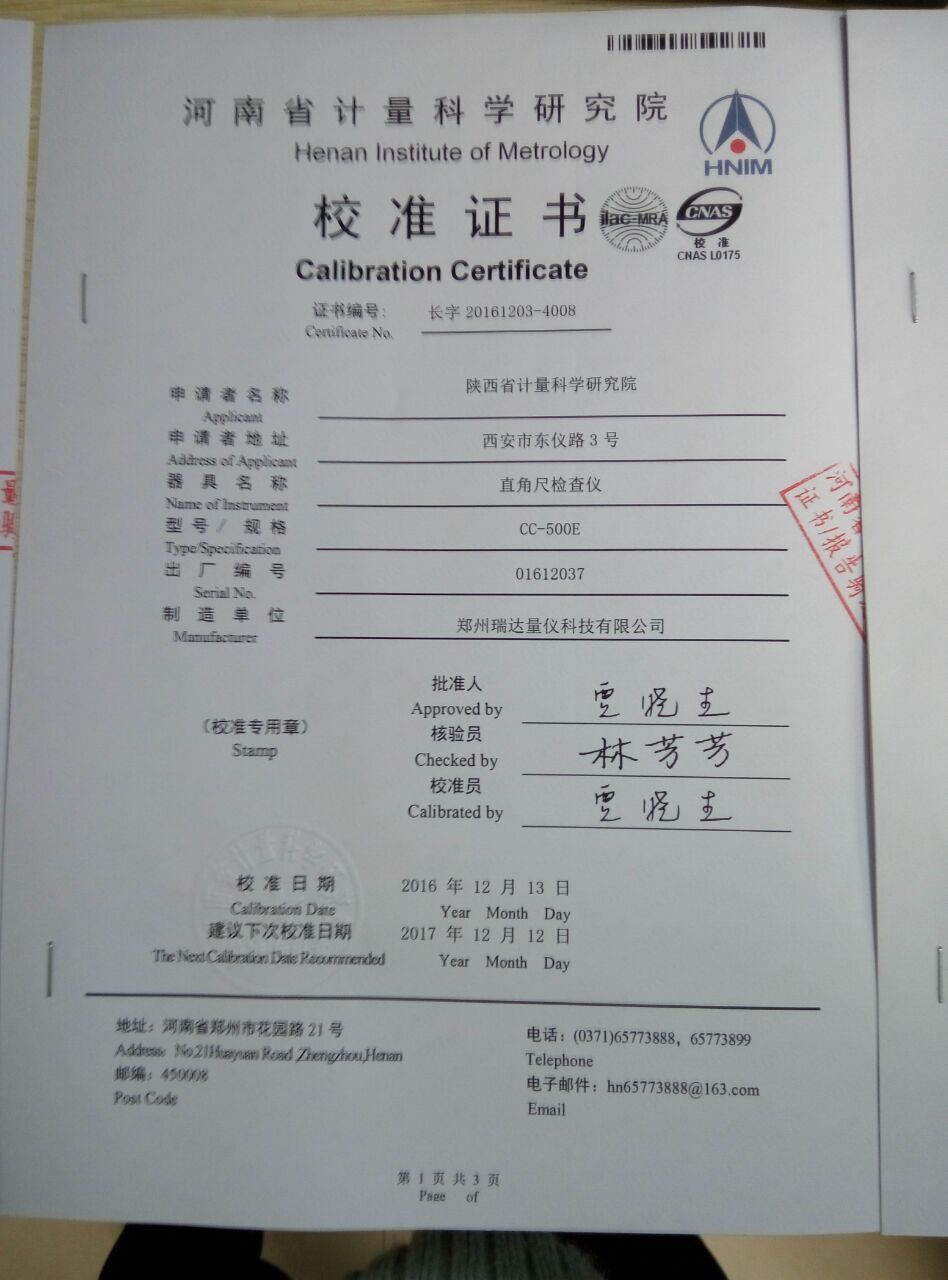 河南省计量科学研究院
Henan Institute of Metrology
HNIM
校准证书
ilac-MRA
CNAS
校 准
CNAS L0175
Calibration Certificate
证书编号: 长字 20161203-4008
Certificate No.
申请者名称 陕西省计量科学研究院
Applicant
申请者地址 西安市东仪路 3 号
Address of Applicant
器具名称 直角尺检查仪
Name of Instrument
型号/规格 CC-500E
Type/Specification
出厂编号 01612037
Serial No.
制造单位 郑州瑞达量仪科技有限公司
Manufacturer
批准人
Approved by
(校准专用章)
Stamp
核验员 林芳芳
Checked by
校准员
Calibrated by
校准日期 2016 年 12 月 13 日
Calibration Date Year Month Day
建议下次校准日期 2017 年 12 月 12 日
The Next Calibration Date Recommended Year Month Day
地址：河南省郑州市花园路 21 号
Address: No.21Huayuan Road Zhengzhou,Henan
邮编：450008
Post Code
电话：(0371)65773888，65773899
Telephone
电子邮件：hn65773888@163.com
Email
第 1 页 共 3 页
Page of
河南省
证书/报告骑
量
骑